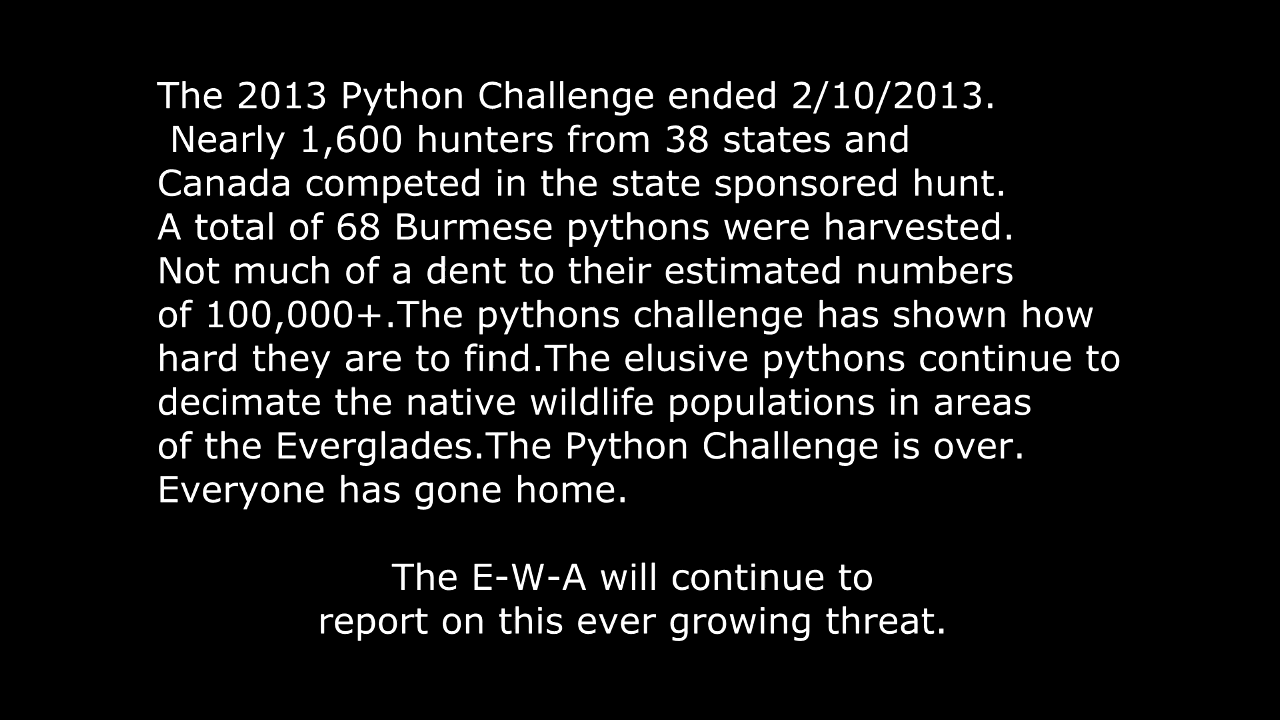 The 2013 Python Challenge ended 2/10/2013.
Nearly 1,600 hunters from 38 states and
Canada competed in the state sponsored hunt.
A total of 68 Burmese pythons were harvested.
Not much of a dent to their estimated numbers
of 100,000+.The pythons challenge has shown how
hard they are to find.The elusive pythons continue to
decimate the native wildlife populations in areas
of the Everglades.The Python Challenge is over.
Everyone has gone home.
The E-W-A will continue to
report on this ever growing threat.